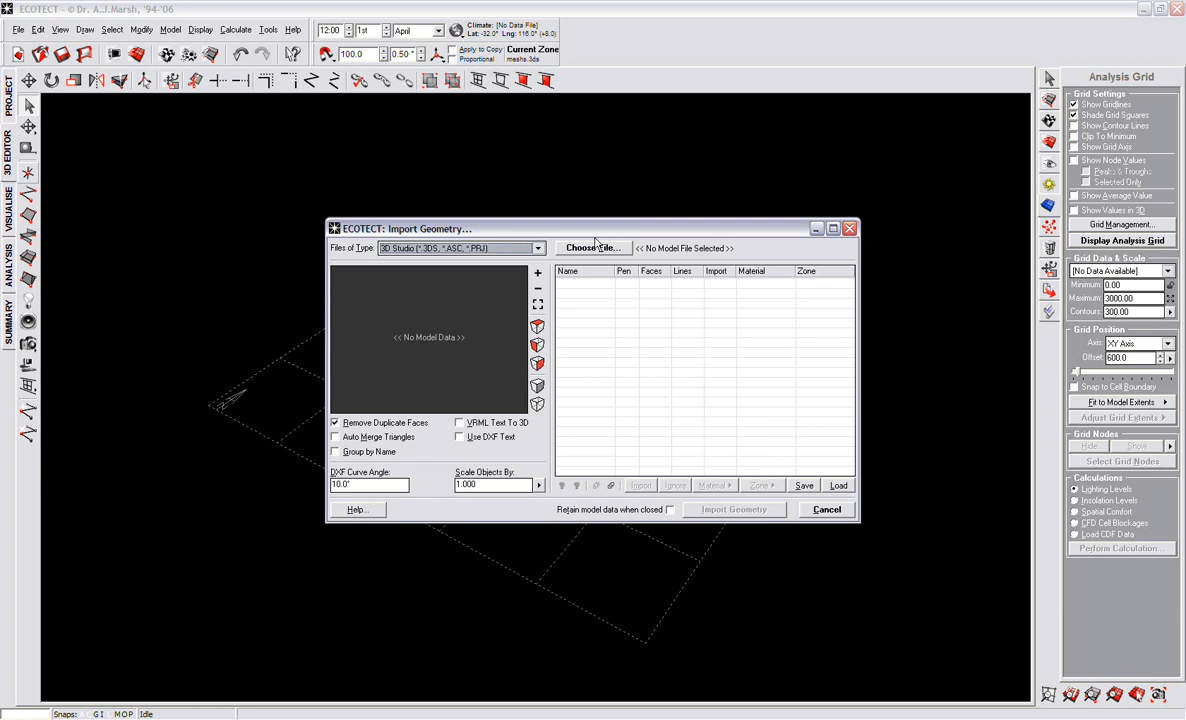 ECOTECT - © Dr. A.J.Marsh, '94-'06
File Edit View Draw Select Modify Model Display Calculate Tools Help
12:00 1st April
Climate: [No Data File]
Lat: -32.0° Lng: 116.0° (+8.0)
100.0 0.50 °
Apply to Copy
Proportional
Current Zone
meshs.3ds
PROJECT
3D EDITOR
VISUALISE
ANALYSIS
SUMMARY
ECOTECT: Import Geometry...
Files of Type: 3D Studio (*.3DS, *.ASC, *.PRJ) Choose File... << No Model File Selected >>
<< No Model Data >>
Name Pen Faces Lines Import Material Zone
Remove Duplicate Faces VRML Text To 3D
Auto Merge Triangles Use DXF Text
Group by Name
DXF Curve Angle: Scale Objects By:
10.0° 1.000
Import Ignore Material Zone Save Load
Help... Retain model data when closed Import Geometry Cancel
Analysis Grid
Grid Settings
Show Gridlines
Shade Grid Squares
Show Contour Lines
Clip To Minimum
Show Grid Axis
Show Node Values
Peaks & Troughs
Selected Only
Show Average Value
Show Values in 3D
Grid Management...
Display Analysis Grid
Grid Data & Scale
[No Data Available]
Minimum: 0.00
Maximum: 3000.00
Contours: 300.00
Grid Position
Axis: XY Axis
Offset: 600.0
Snap to Cell Boundary
Fit to Model Extents
Adjust Grid Extents
Grid Nodes
Hide Show
Select Grid Nodes
Calculations
Lighting Levels
Insolation Levels
Spatial Comfort
CFD Cell Blockages
Load CDF Data
Perform Calculation...
Snaps: GI MOP Idle